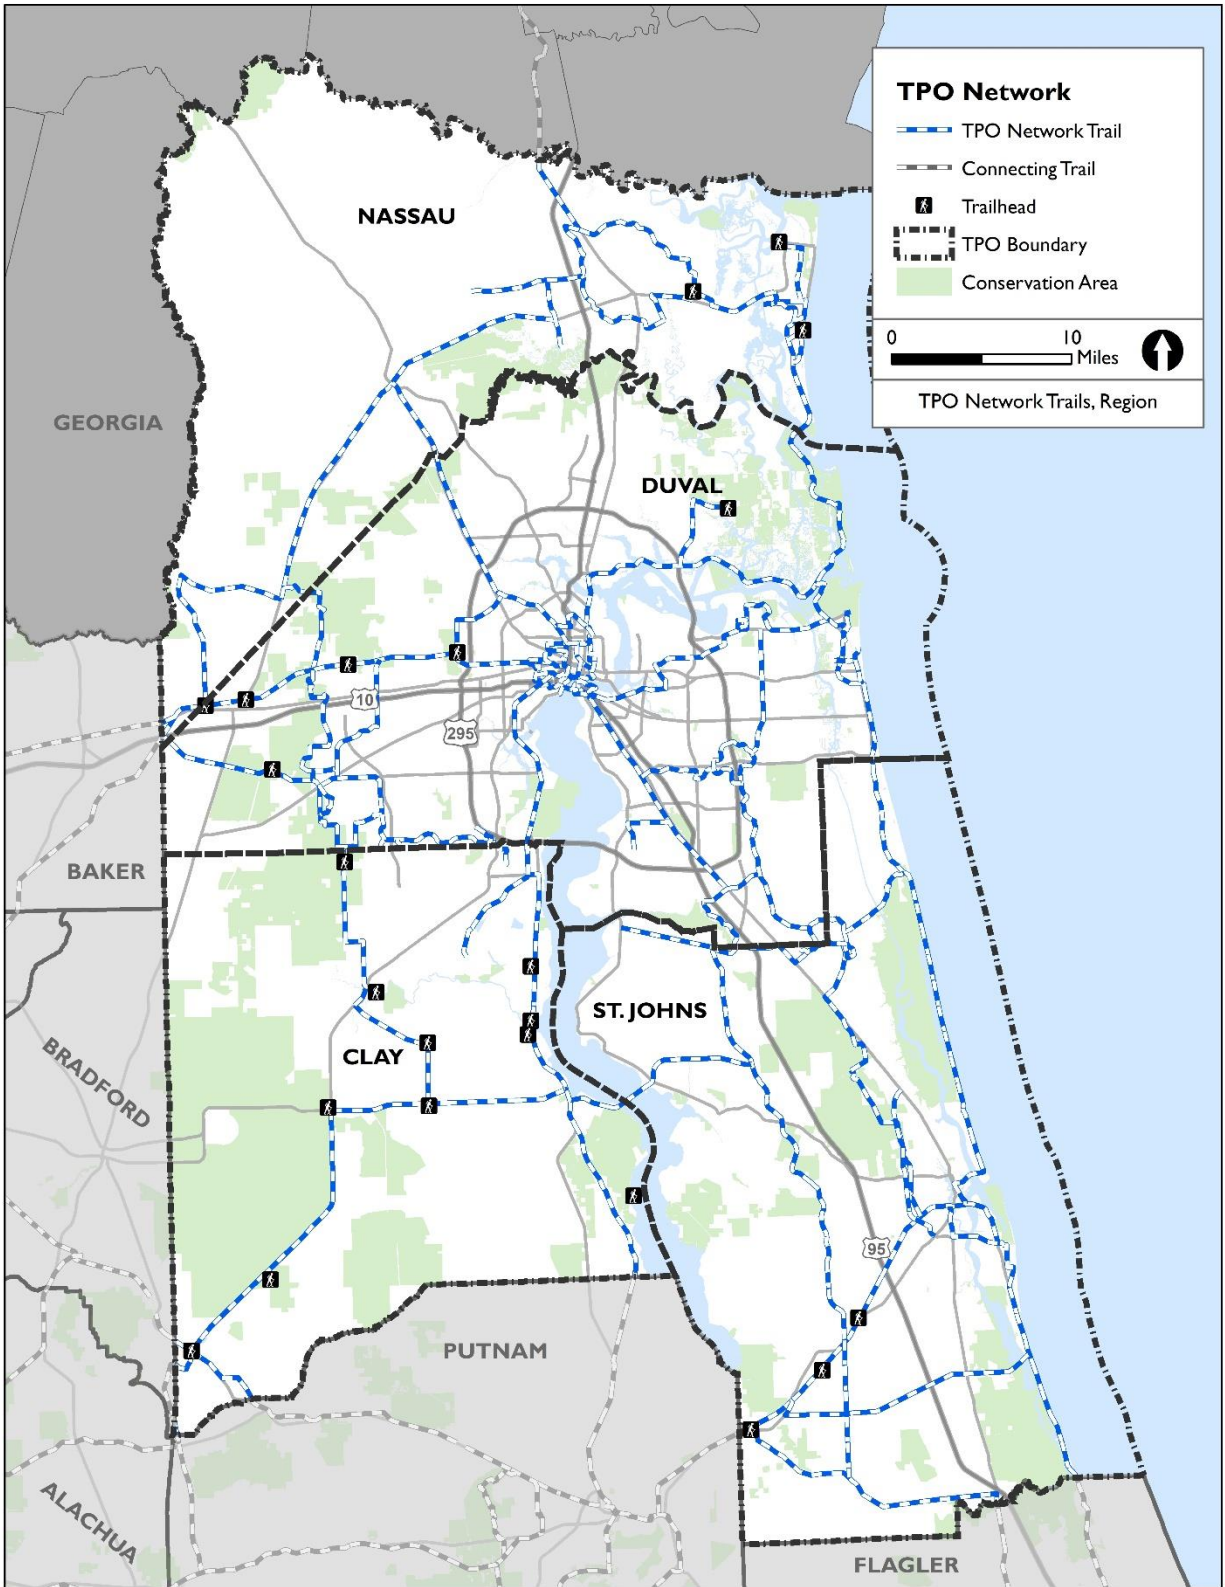 TPO Network
TPO Network Trail
Connecting Trail
Trailhead
TPO Boundary
Conservation Area
0 10
Miles
TPO Network Trails, Region
NASSAU
GEORGIA
DUVAL
10
295
BAKER
ST. JOHNS
BRADFORD
CLAY
95
PUTNAM
ALACHUA
FLAGLER